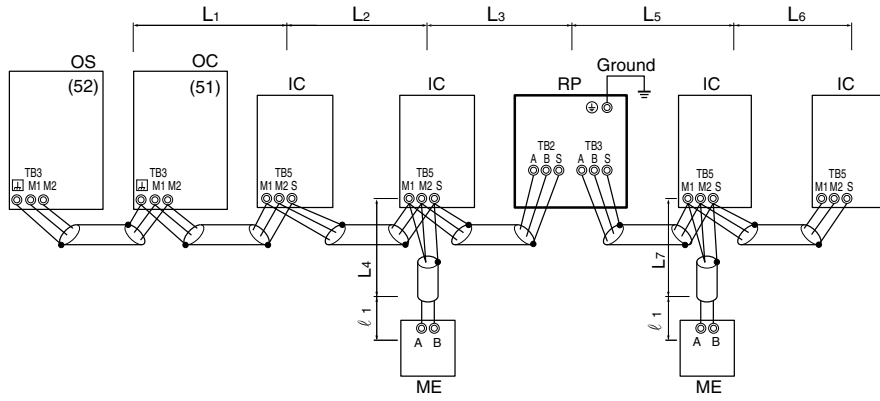 L1 L2 L3 L5 L6
OS OC IC IC RP Ground IC IC
(52) (51)
TB2 TB3
A B S A B S
TB3 TB3 TB5 TB5 TB5 TB5
M1 M2 M1 M2 M1 M2 S M1 M2 S M1 M2 S M1 M2 S
L4 L7
ℓ1 ℓ1
A B A B
ME ME